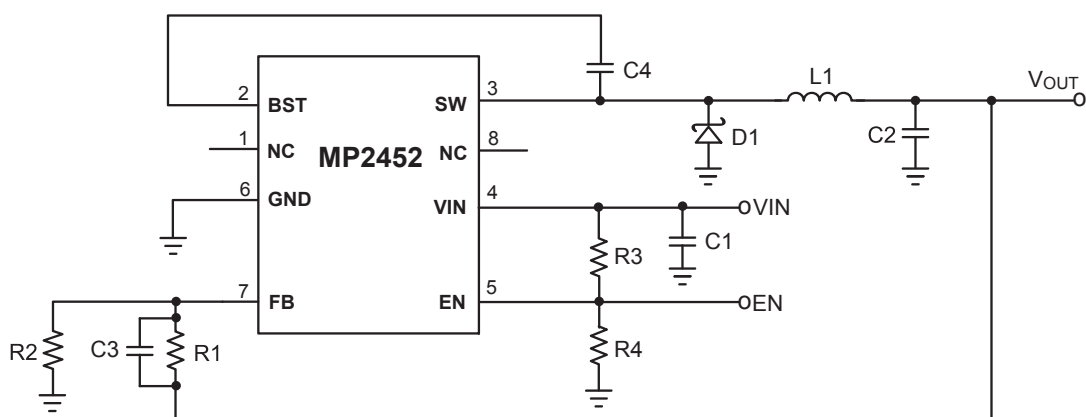 C4
L1
VOUT
2
BST
SW
3
D1
C2
1
NC
MP2452
NC
8
6
GND
VIN
4
VIN
R3
C1
7
FB
EN
5
EN
R2
C3
R1
R4